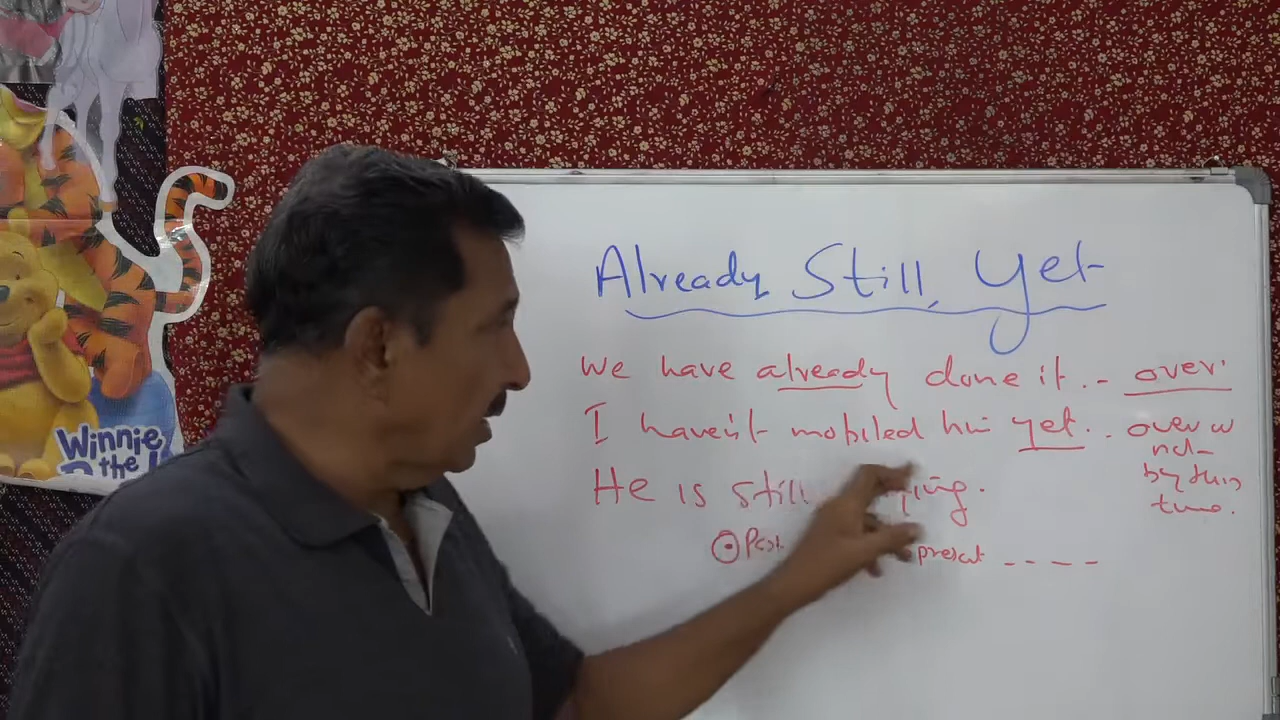 Winnie
the
Already Still, Yet
We have already done it.. over.
I haven't mobiled him yet.. over
by this
time.
He is still
Past present ----